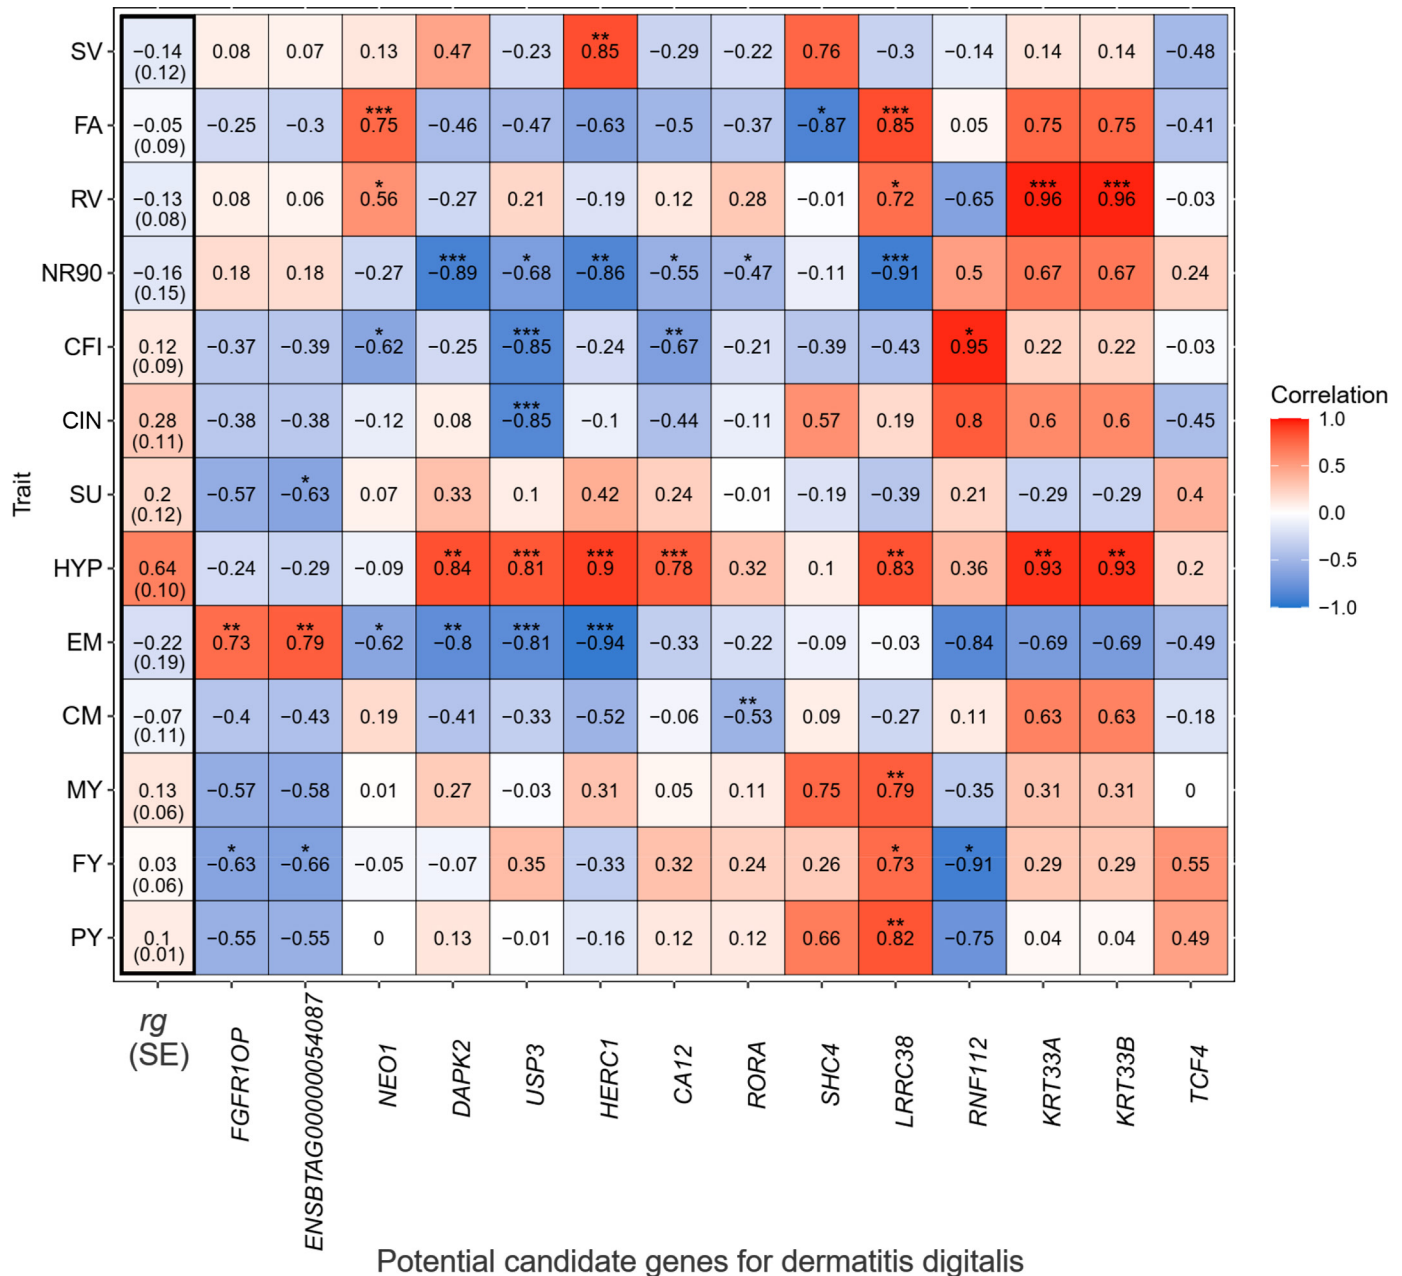 SV −0.14 0.08 0.07 0.13 0.47 −0.23 ** 0.85 −0.29 −0.22 0.76 −0.3 −0.14 0.14 0.14 −0.48
(0.12)
FA −0.05 −0.25 −0.3 *** 0.75 −0.46 −0.47 −0.63 −0.5 −0.37 * −0.87 *** 0.85 0.05 0.75 0.75 −0.41
(0.09)
RV −0.13 0.08 0.06 * 0.56 −0.27 0.21 −0.19 0.12 0.28 −0.01 * 0.72 −0.65 *** 0.96 *** 0.96 −0.03
(0.08)
NR90 −0.16 0.18 0.18 −0.27 *** −0.89 * −0.68 ** −0.86 * −0.55 * −0.47 −0.11 *** −0.91 0.5 0.67 0.67 0.24
(0.15)
CFI 0.12 −0.37 −0.39 * −0.62 −0.25 *** −0.85 −0.24 ** −0.67 −0.21 −0.39 −0.43 * 0.95 0.22 0.22 −0.03
(0.09)
CIN 0.28 −0.38 −0.38 −0.12 0.08 *** −0.85 −0.1 −0.44 −0.11 0.57 0.19 0.8 0.6 0.6 −0.45
(0.11)
SU 0.2 −0.57 * −0.63 0.07 0.33 0.1 0.42 0.24 −0.01 −0.19 −0.39 0.21 −0.29 −0.29 0.4
(0.12)
HYP 0.64 −0.24 −0.29 −0.09 ** 0.84 *** 0.81 *** 0.9 *** 0.78 0.32 0.1 ** 0.83 0.36 ** 0.93 ** 0.93 0.2
(0.10)
EM −0.22 ** 0.73 ** 0.79 * −0.62 ** −0.8 *** −0.81 *** −0.94 −0.33 −0.22 −0.09 −0.03 −0.84 −0.69 −0.69 −0.49
(0.19)
CM −0.07 −0.4 −0.43 0.19 −0.41 −0.33 −0.52 −0.06 ** −0.53 0.09 −0.27 0.11 0.63 0.63 −0.18
(0.11)
MY 0.13 −0.57 −0.58 0.01 0.27 −0.03 0.31 0.05 0.11 0.75 ** 0.79 −0.35 0.31 0.31 0
(0.06)
FY 0.03 * −0.63 * −0.66 −0.05 −0.07 0.35 −0.33 0.32 0.24 0.26 * 0.73 * −0.91 0.29 0.29 0.55
(0.06)
PY 0.1 −0.55 −0.55 0 0.13 −0.01 −0.16 0.12 0.12 0.66 ** 0.82 −0.75 0.04 0.04 0.49
(0.01)
Trait
rg
(SE)
FGFR1OP
ENSBTAG00000054087
NEO1
DAPK2
USP3
HERC1
CA12
RORA
SHC4
LRRC38
RNF112
KRT33A
KRT33B
TCF4
Potential candidate genes for dermatitis digitalis
Correlation
1.0
0.5
0.0
−0.5
−1.0